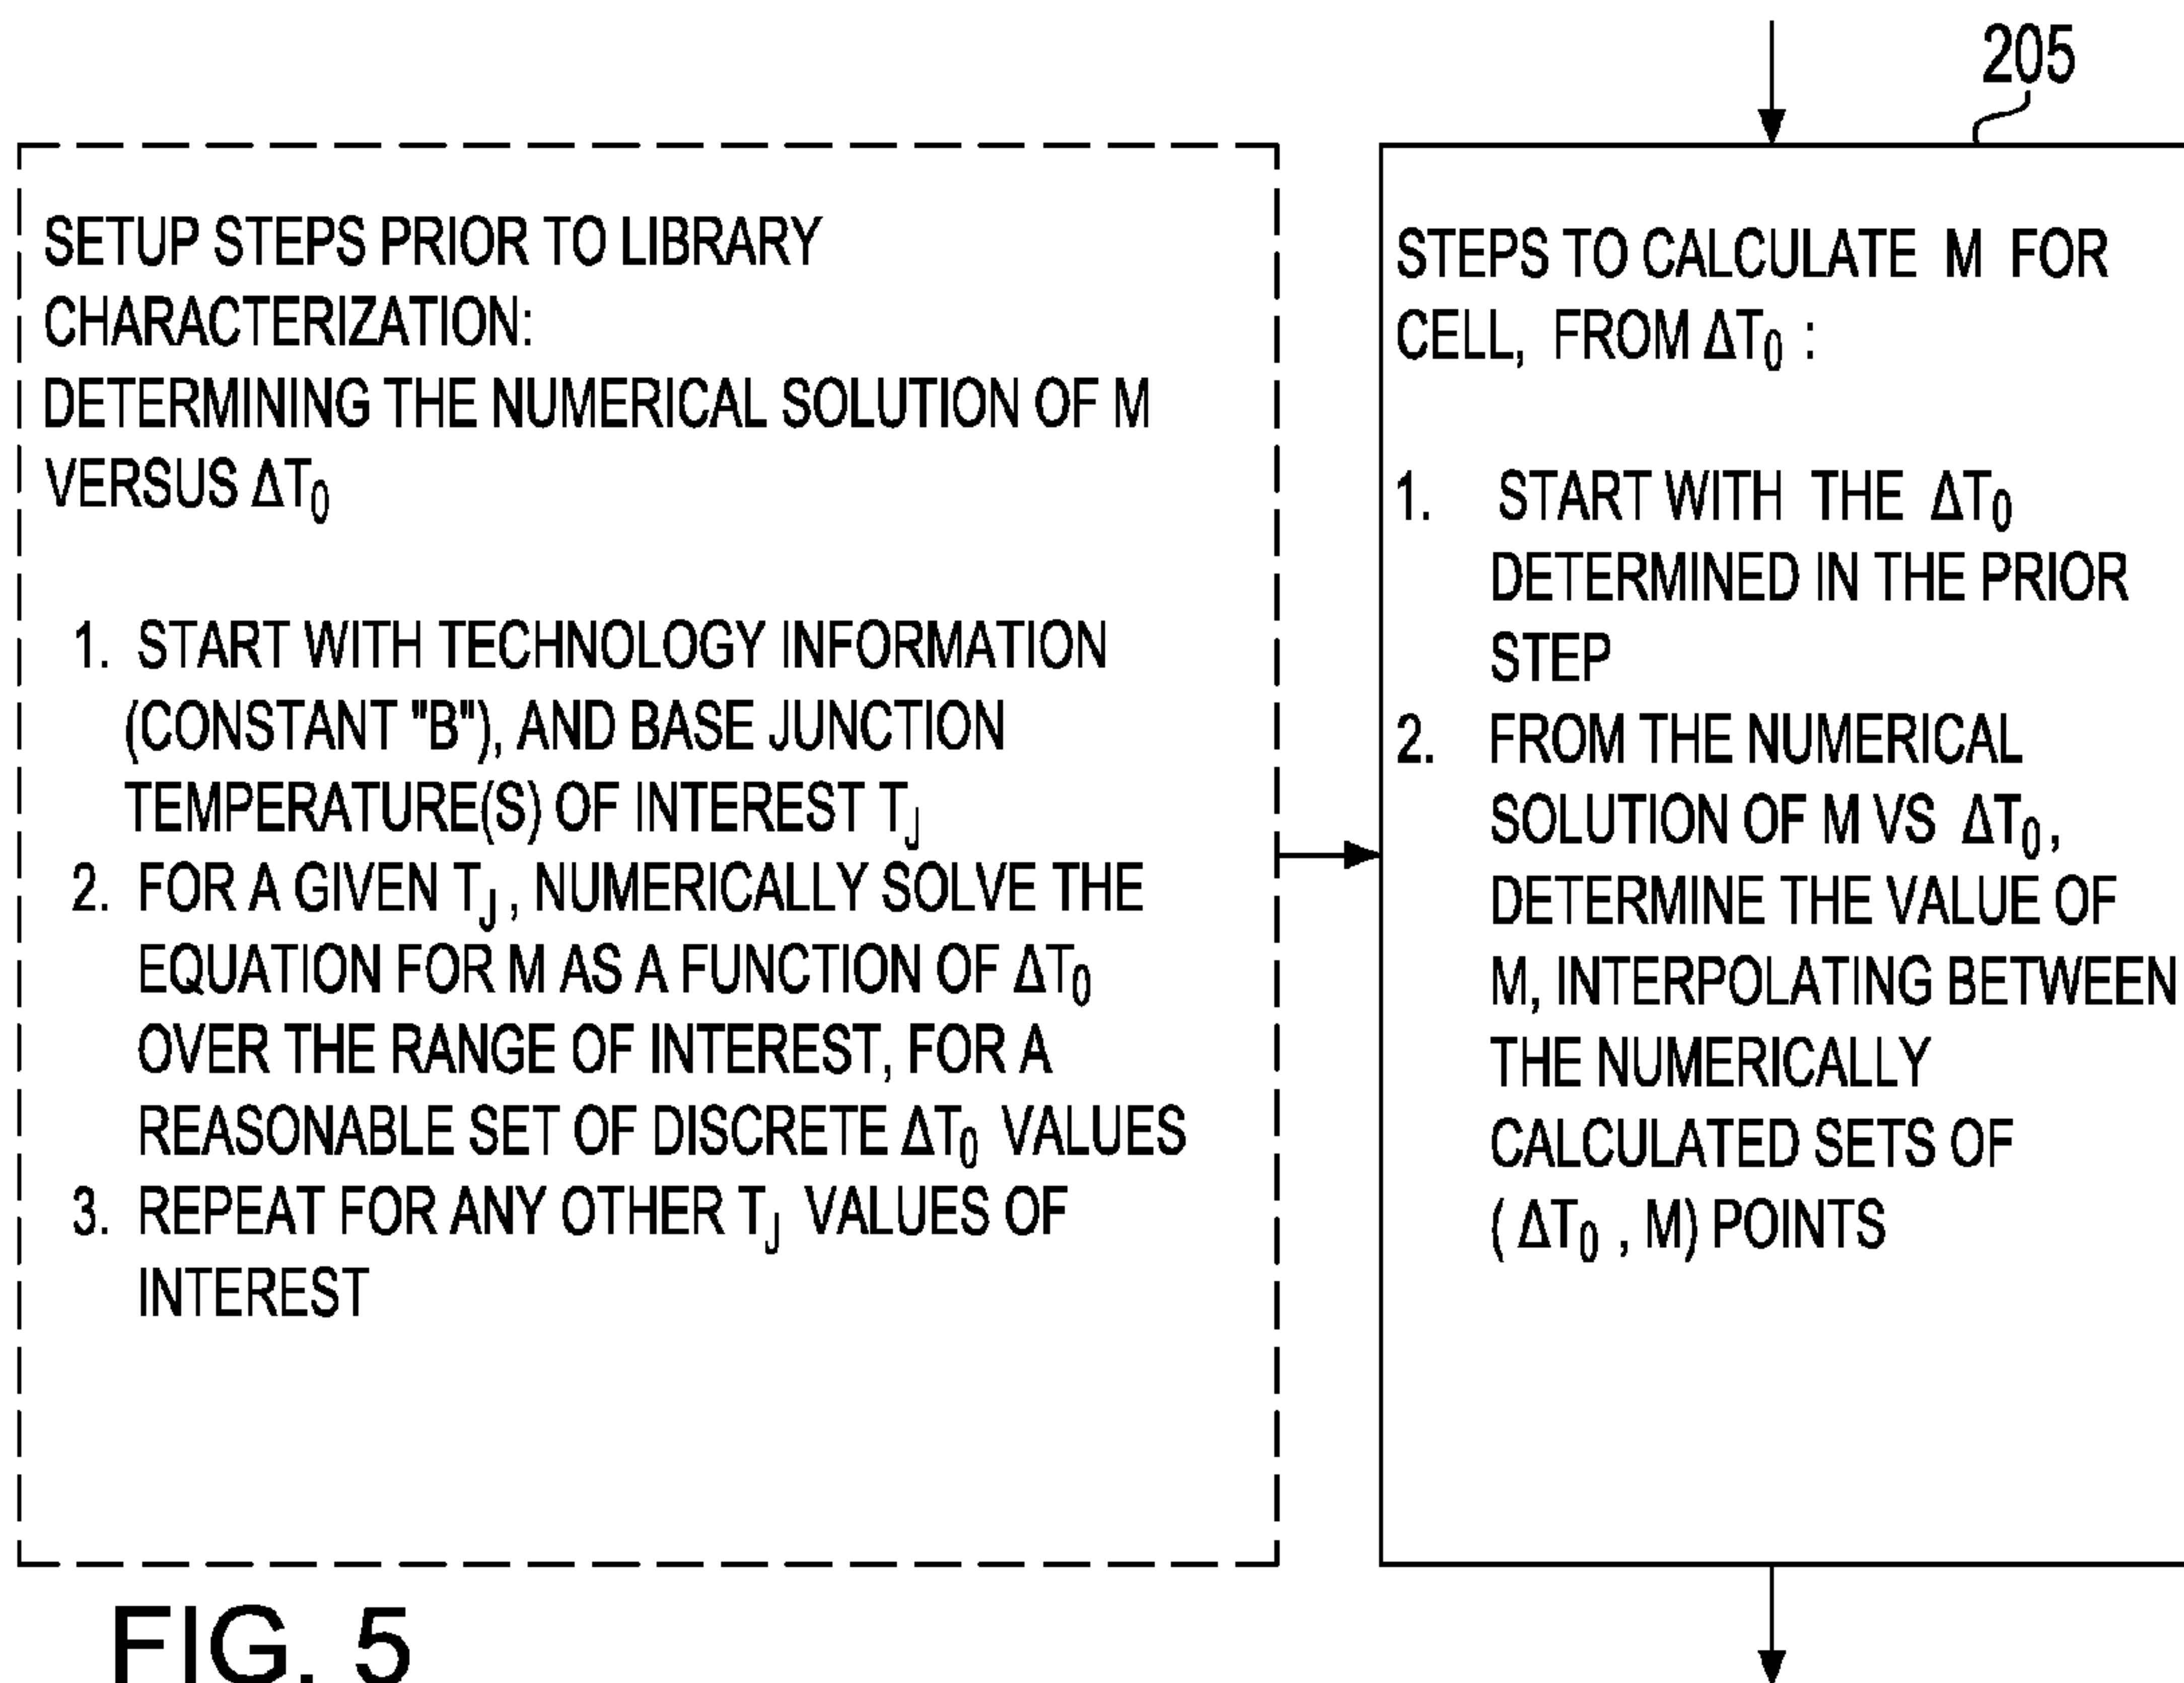 205
SETUP STEPS PRIOR TO LIBRARY
CHARACTERIZATION:
DETERMINING THE NUMERICAL SOLUTION OF M
VERSUS ΔT₀
1. START WITH TECHNOLOGY INFORMATION
(CONSTANT "B"), AND BASE JUNCTION
TEMPERATURE(S) OF INTEREST T_J
2. FOR A GIVEN T_J, NUMERICALLY SOLVE THE
EQUATION FOR M AS A FUNCTION OF ΔT₀
OVER THE RANGE OF INTEREST, FOR A
REASONABLE SET OF DISCRETE ΔT₀ VALUES
3. REPEAT FOR ANY OTHER T_J VALUES OF
INTEREST
STEPS TO CALCULATE M FOR
CELL, FROM ΔT₀ :
1. START WITH THE ΔT₀
DETERMINED IN THE PRIOR
STEP
2. FROM THE NUMERICAL
SOLUTION OF M VS ΔT₀,
DETERMINE THE VALUE OF
M, INTERPOLATING BETWEEN
THE NUMERICALLY
CALCULATED SETS OF
( ΔT₀ , M) POINTS
FIG. 5